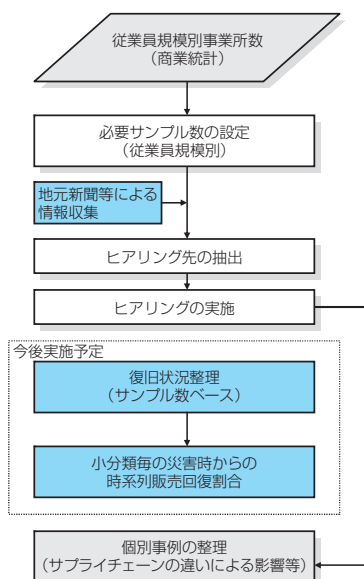 従業員規模別事業所数
（商業統計）
必要サンプル数の設定
（従業員規模別）
地元新聞等による
情報収集
ヒアリング先の抽出
ヒアリングの実施
今後実施予定
復旧状況整理
（サンプル数ベース）
小分類毎の災害時からの
時系列販売回復割合
個別事例の整理
（サプライチェーンの違いによる影響等）